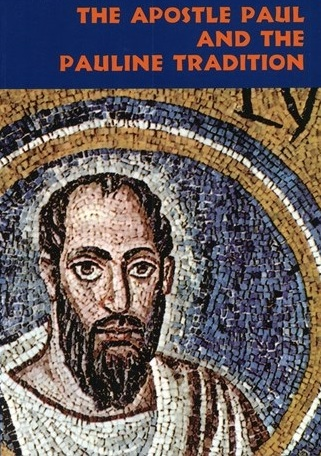 THE APOSTLE PAUL
AND THE
PAULINE TRADITION